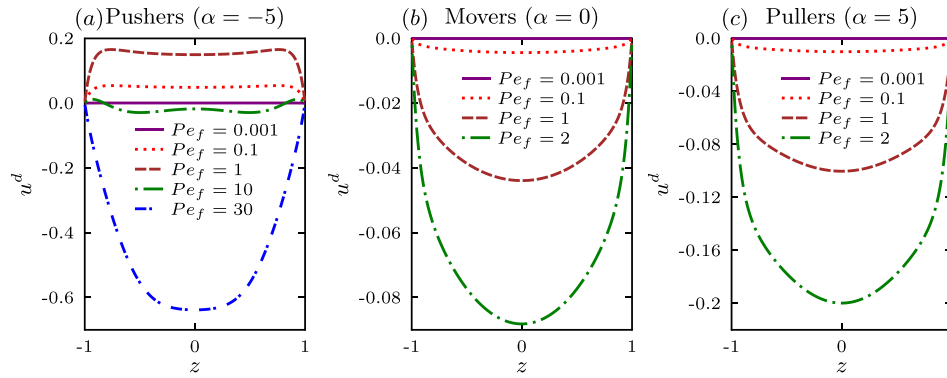 (a) Pushers (α = −5)
0.2
0.0
-0.2
-0.4
-0.6
u^d
Pe_f = 0.001
Pe_f = 0.1
Pe_f = 1
Pe_f = 10
Pe_f = 30
-1 0 1
z
(b) Movers (α = 0)
0.0
-0.02
-0.04
-0.06
-0.08
u^d
Pe_f = 0.001
Pe_f = 0.1
Pe_f = 1
Pe_f = 2
-1 0 1
z
(c) Pullers (α = 5)
0.0
-0.04
-0.08
-0.12
-0.16
-0.2
u^d
Pe_f = 0.001
Pe_f = 0.1
Pe_f = 1
Pe_f = 2
-1 0 1
z